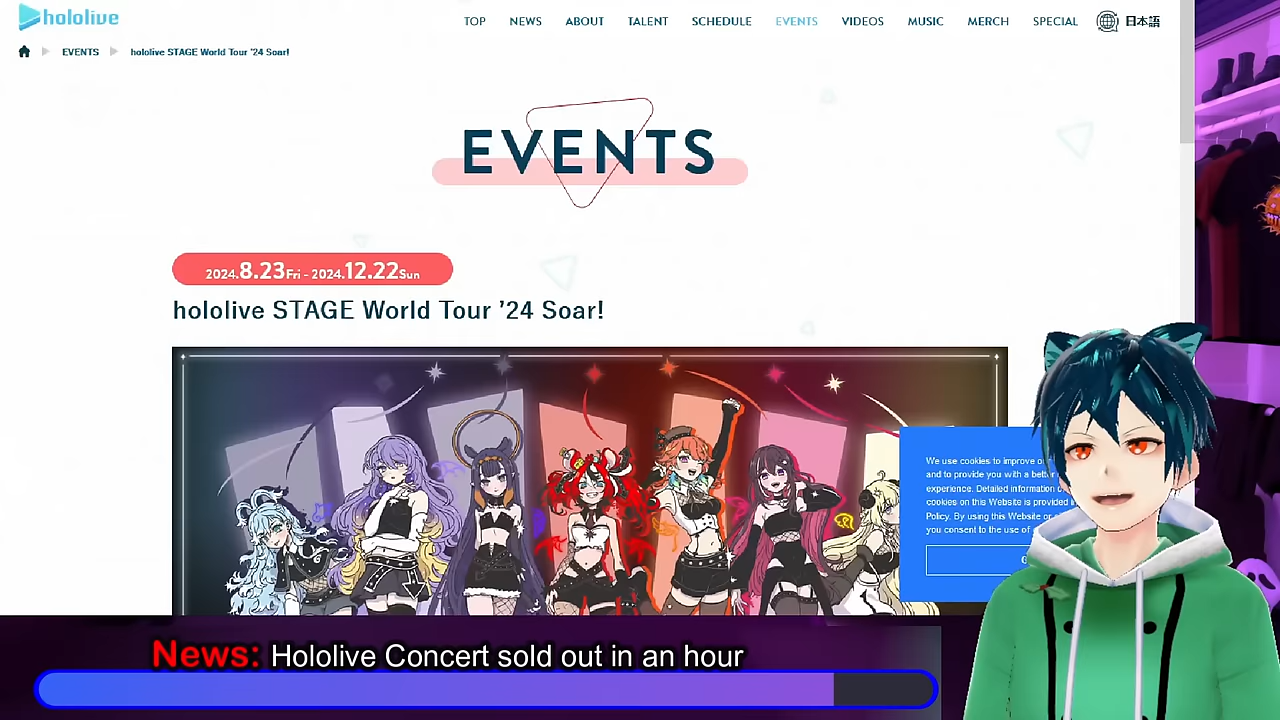 hololive
TOP NEWS ABOUT TALENT SCHEDULE EVENTS VIDEOS MUSIC MERCH SPECIAL 日本語
EVENTS hololive STAGE World Tour '24 Soar!
EVENTS
2024.8.23Fri - 2024.12.22Sun
hololive STAGE World Tour ’24 Soar!
We use cookies to improve
and to provide you with a
experience. Detailed information
cookies on this Website is provided
Policy. By using this Website or
you consent to the use of
News: Hololive Concert sold out in an hour